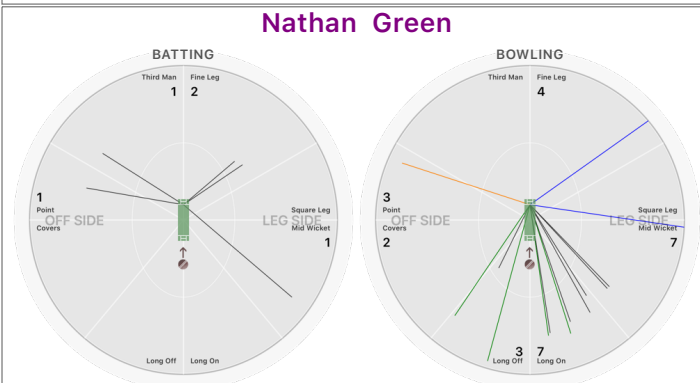 Nathan Green
BATTING
Third Man Fine Leg
1 2
1
Point
OFF SIDE
Covers
Square Leg
LEG SIDE
Mid Wicket
1
Long Off Long On
BOWLING
Third Man Fine Leg
4
3
Point
OFF SIDE
Covers
2
Square Leg
LEG SIDE
Mid Wicket
7
3 7
Long Off Long On